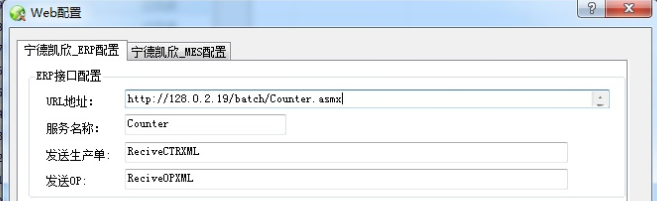 Web配置
宁德凯欣_ERP配置 宁德凯欣_MES配置
ERP接口配置
URL地址: http://128.0.2.19/batch/Counter.asmx
服务名称: Counter
发送生产单: ReciveCTRXML
发送OP: ReciveOPXML